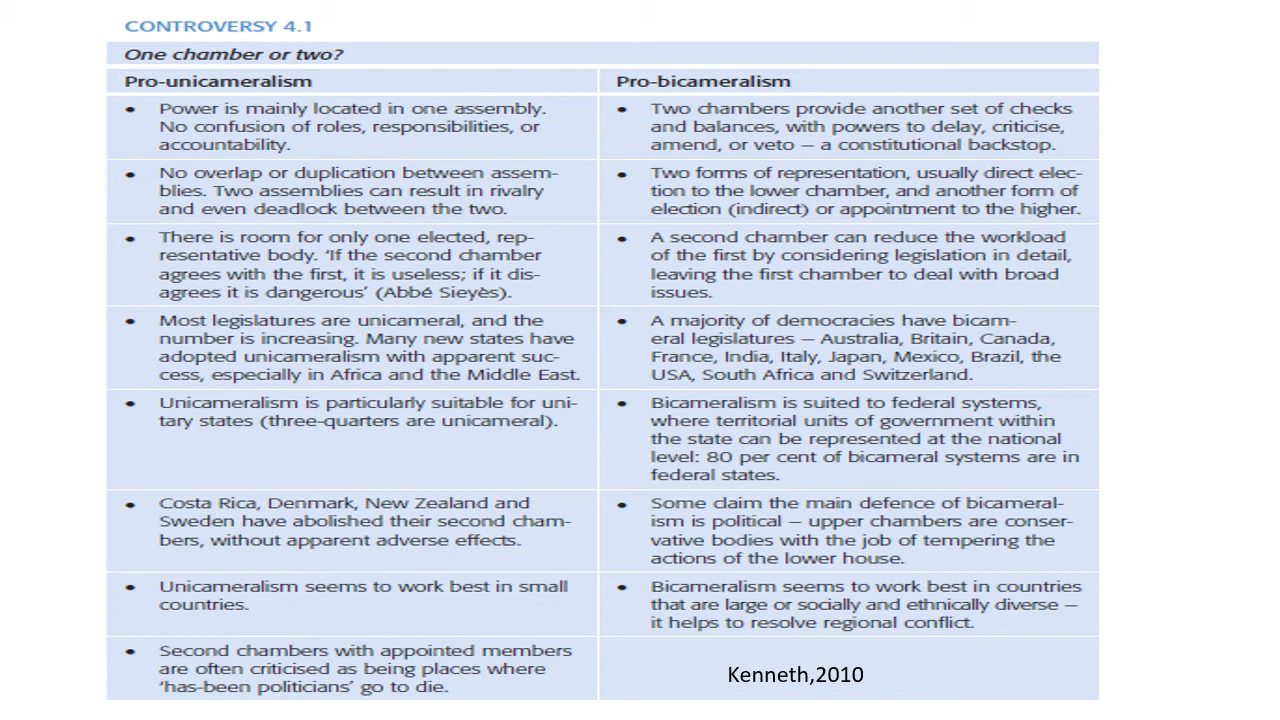 CONTROVERSY 4.1
One chamber or two?
Pro-unicameralism
Pro-bicameralism
• Power is mainly located in one assembly.
No confusion of roles, responsibilities, or
accountability.
• Two chambers provide another set of checks
and balances, with powers to delay, criticise,
amend, or veto – a constitutional backstop.
• No overlap or duplication between assem-
blies. Two assemblies can result in rivalry
and even deadlock between the two.
• Two forms of representation, usually direct elec-
tion to the lower chamber, and another form of
election (indirect) or appointment to the higher.
• There is room for only one elected, rep-
resentative body. ‘If the second chamber
agrees with the first, it is useless; if it dis-
agrees it is dangerous’ (Abbé Sieyès).
• A second chamber can reduce the workload
of the first by considering legislation in detail,
leaving the first chamber to deal with broad
issues.
• Most legislatures are unicameral, and the
number is increasing. Many new states have
adopted unicameralism with apparent suc-
cess, especially in Africa and the Middle East.
• A majority of democracies have bicam-
eral legislatures – Australia, Britain, Canada,
France, India, Italy, Japan, Mexico, Brazil, the
USA, South Africa and Switzerland.
• Unicameralism is particularly suitable for uni-
tary states (three-quarters are unicameral).
• Bicameralism is suited to federal systems,
where territorial units of government within
the state can be represented at the national
level: 80 per cent of bicameral systems are in
federal states.
• Costa Rica, Denmark, New Zealand and
Sweden have abolished their second cham-
bers, without apparent adverse effects.
• Some claim the main defence of bicameral-
ism is political – upper chambers are conser-
vative bodies with the job of tempering the
actions of the lower house.
• Unicameralism seems to work best in small
countries.
• Bicameralism seems to work best in countries
that are large or socially and ethnically diverse –
it helps to resolve regional conflict.
• Second chambers with appointed members
are often criticised as being places where
‘has-been politicians’ go to die.
Kenneth,2010